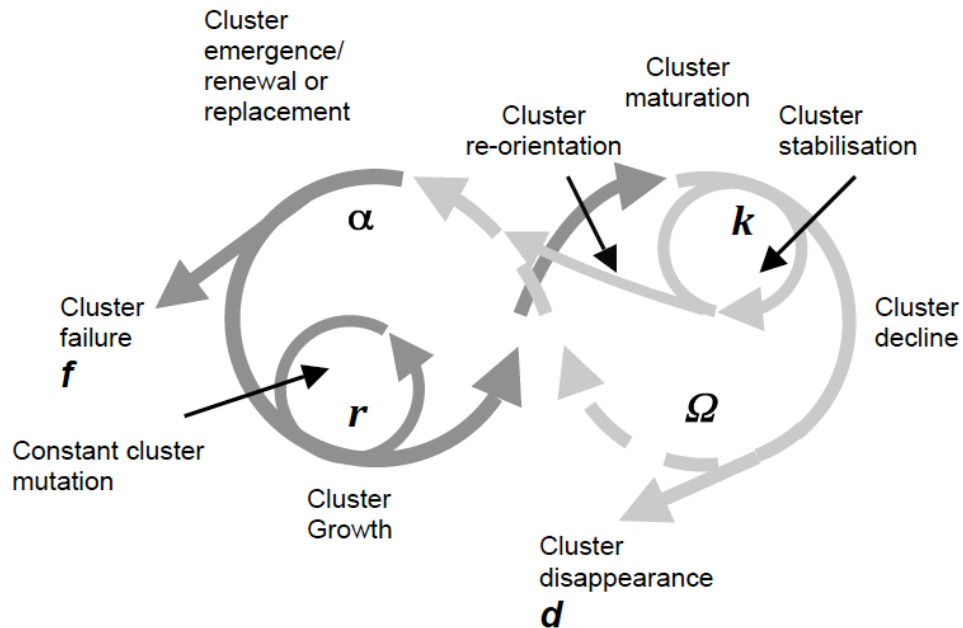 Cluster
emergence/
renewal or
replacement
Cluster
maturation
Cluster
re-orientation
Cluster
stabilisation
α
k
Cluster
failure
f
Cluster
decline
r
Ω
Constant cluster
mutation
Cluster
Growth
Cluster
disappearance
d